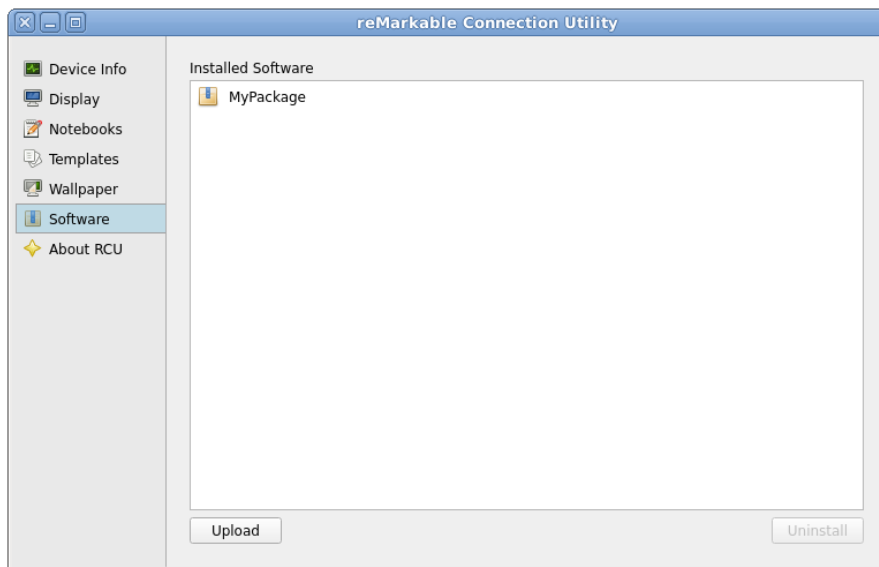 reMarkable Connection Utility
Device Info
Display
Notebooks
Templates
Wallpaper
Software
About RCU
Installed Software
MyPackage
Upload
Uninstall